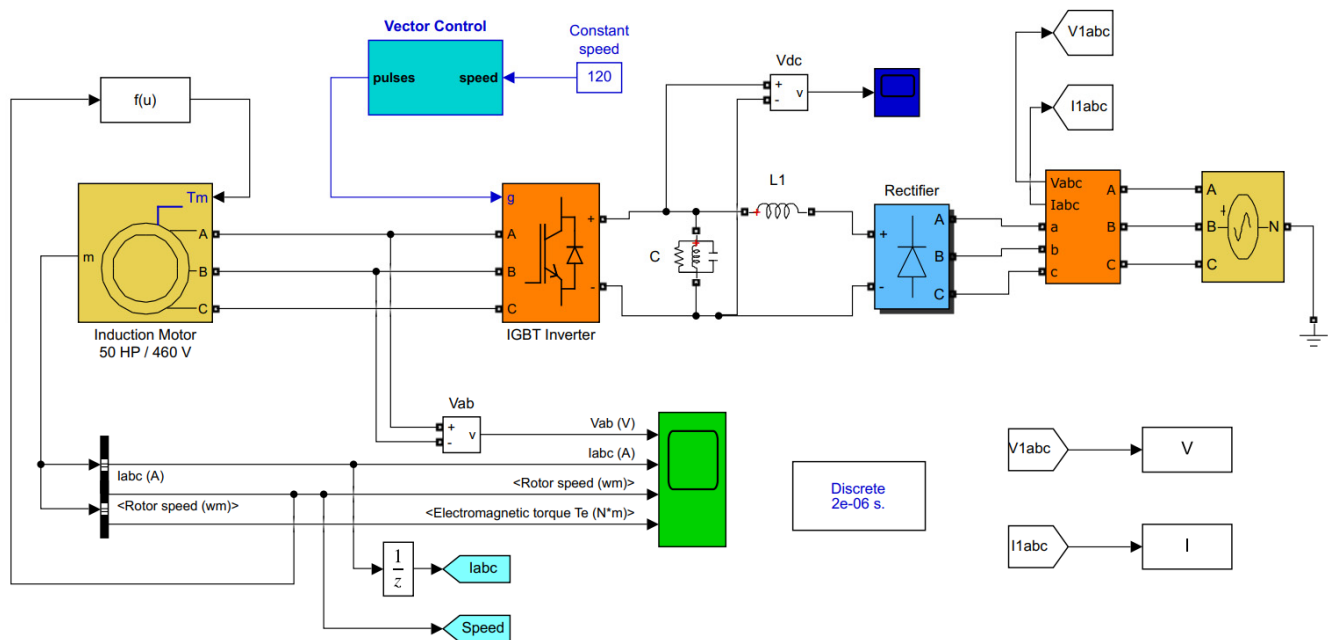 Vector Control
Constant
speed
pulses
speed
120
f(u)
Vdc
+
-
v
V1abc
I1abc
Tm
m
A
B
C
Induction Motor
50 HP / 460 V
g
A
B
C
+
-
IGBT Inverter
C
L1
Rectifier
+
-
A
B
C
Vabc
Iabc
a
b
c
A
B
C
A
B
C
N
Vab
+
-
v
Vab (V)
Iabc (A)
<Rotor speed (wm)>
<Electromagnetic torque Te (N*m)>
Iabc (A)
<Rotor speed (wm)>
1
z
Iabc
Speed
Discrete
2e-06 s.
V1abc
V
I1abc
I